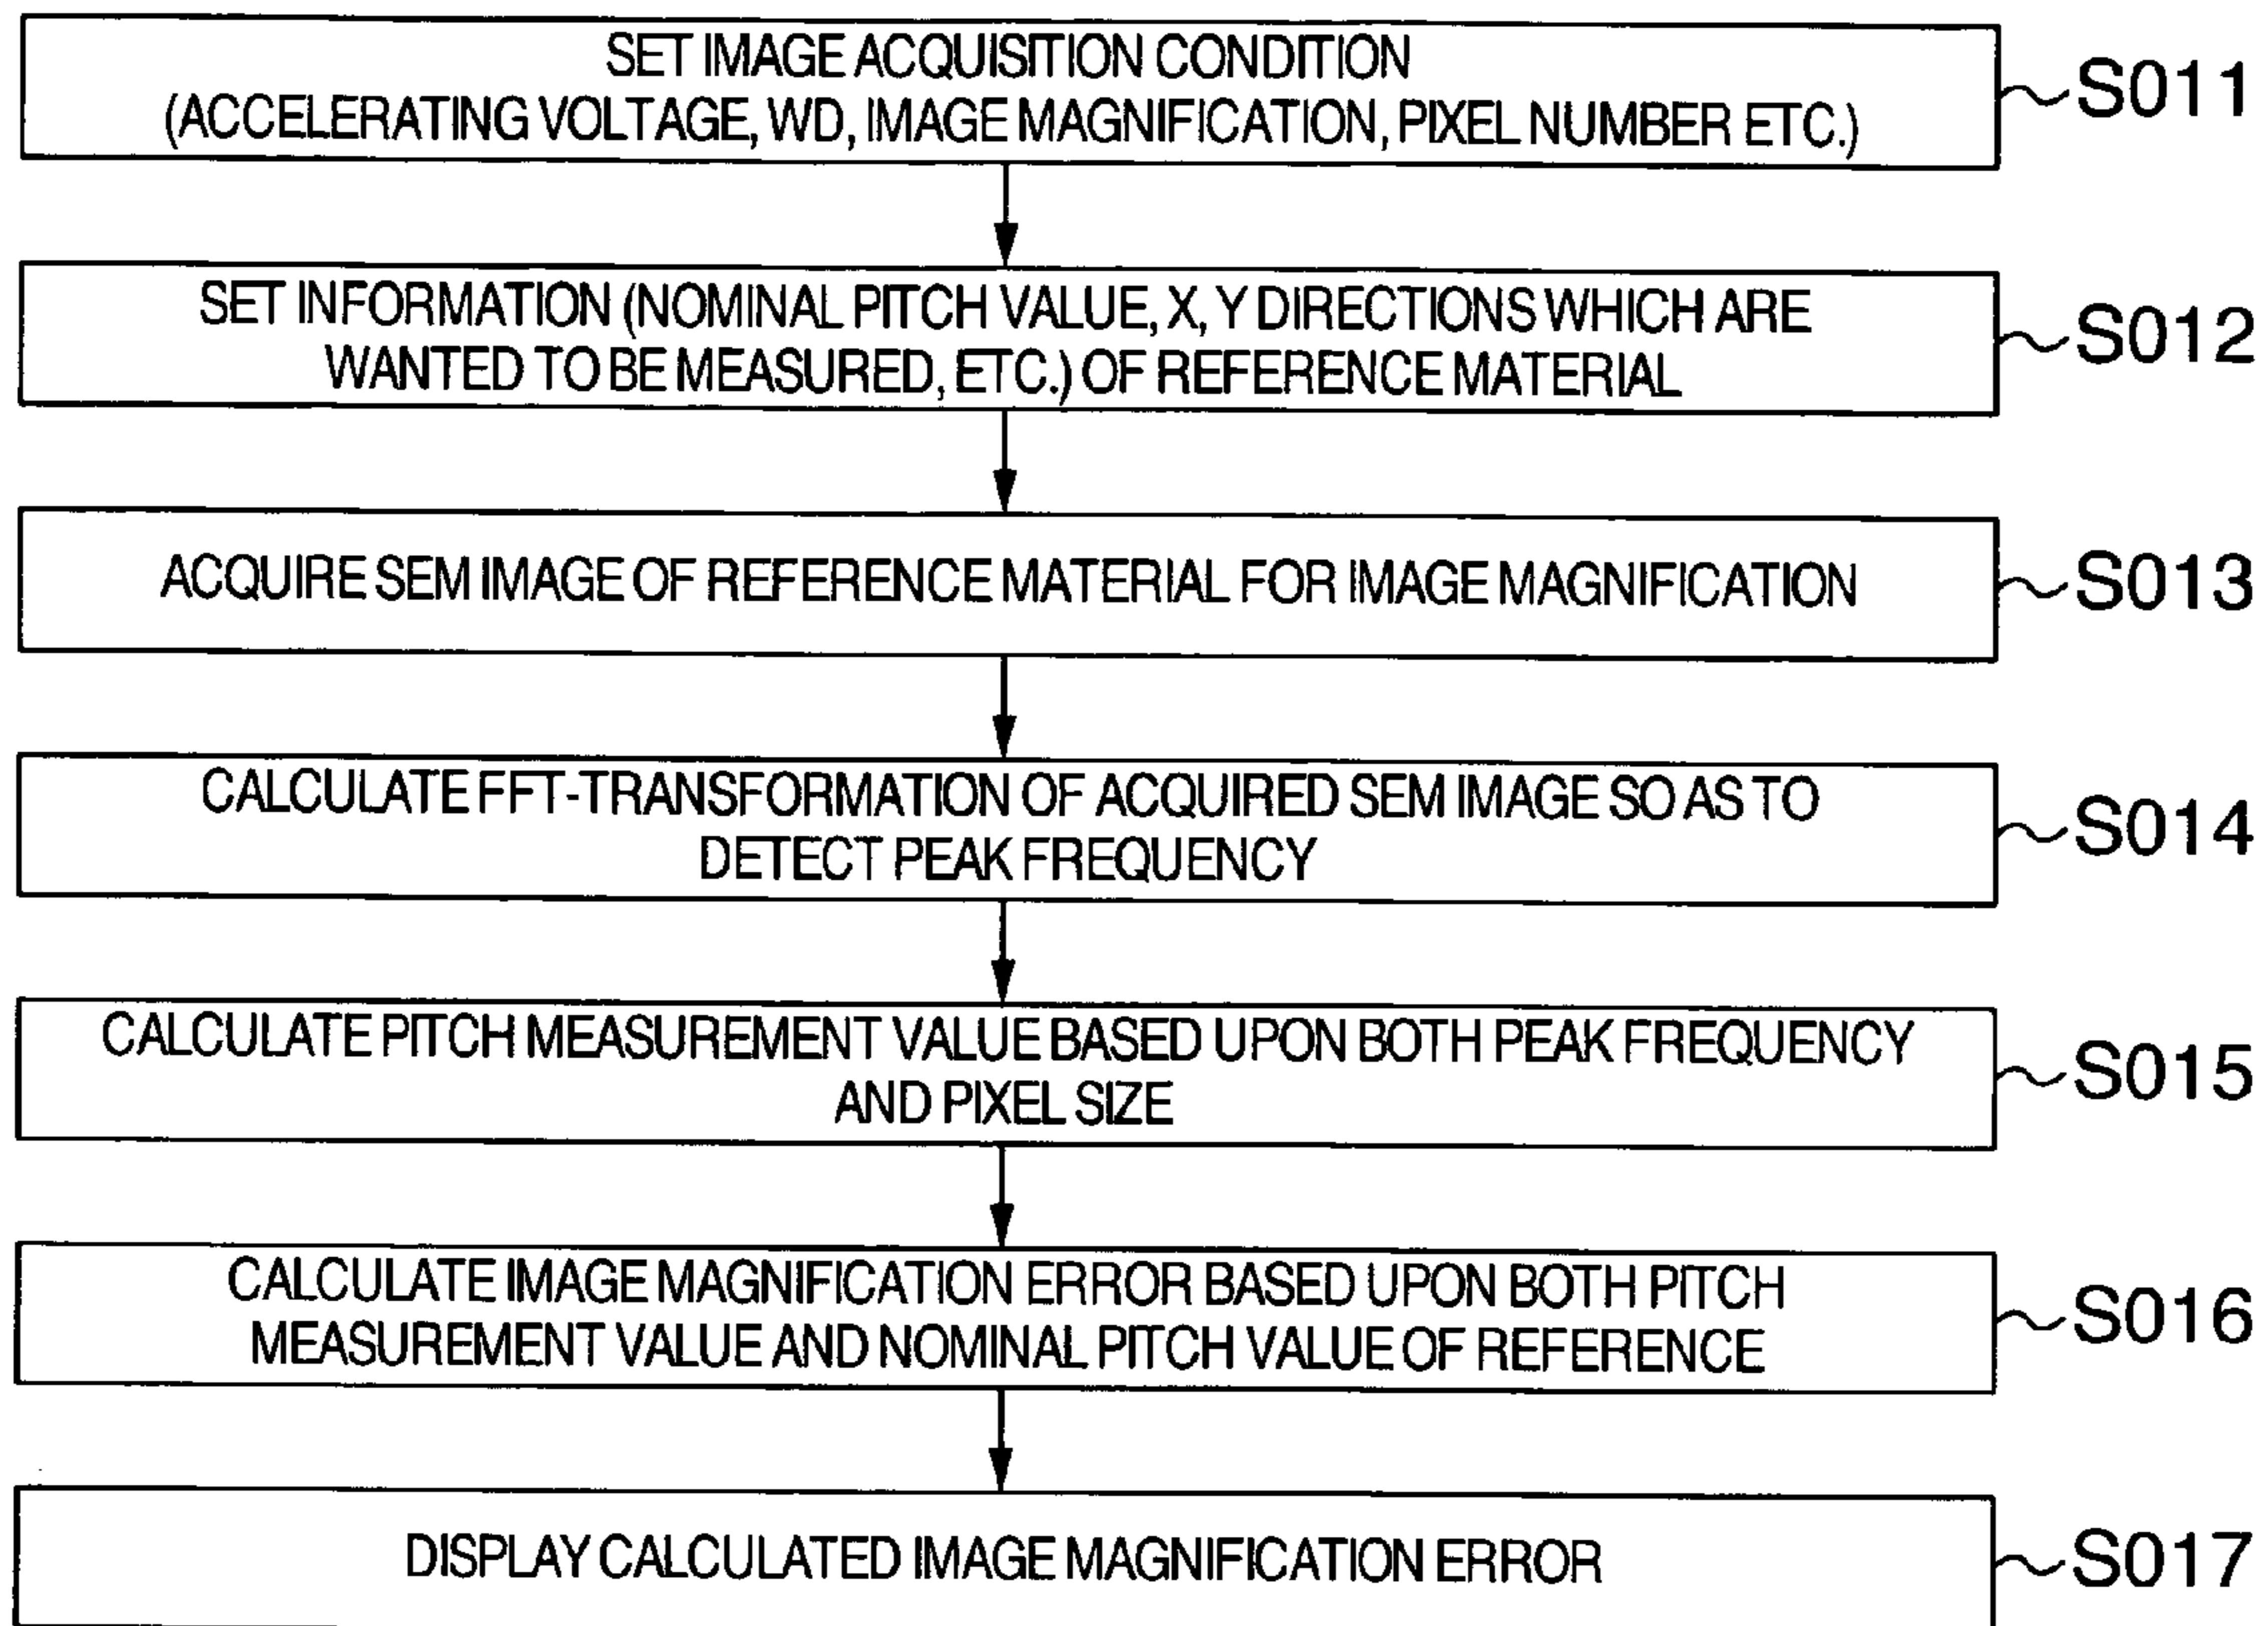 SET IMAGE ACQUISITION CONDITION
(ACCELERATING VOLTAGE, WD, IMAGE MAGNIFICATION, PIXEL NUMBER ETC.)
S011
SET INFORMATION (NOMINAL PITCH VALUE, X, Y DIRECTIONS WHICH ARE
WANTED TO BE MEASURED, ETC.) OF REFERENCE MATERIAL
S012
ACQUIRE SEM IMAGE OF REFERENCE MATERIAL FOR IMAGE MAGNIFICATION
S013
CALCULATE FFT-TRANSFORMATION OF ACQUIRED SEM IMAGE SO AS TO
DETECT PEAK FREQUENCY
S014
CALCULATE PITCH MEASUREMENT VALUE BASED UPON BOTH PEAK FREQUENCY
AND PIXEL SIZE
S015
CALCULATE IMAGE MAGNIFICATION ERROR BASED UPON BOTH PITCH
MEASUREMENT VALUE AND NOMINAL PITCH VALUE OF REFERENCE
S016
DISPLAY CALCULATED IMAGE MAGNIFICATION ERROR
S017